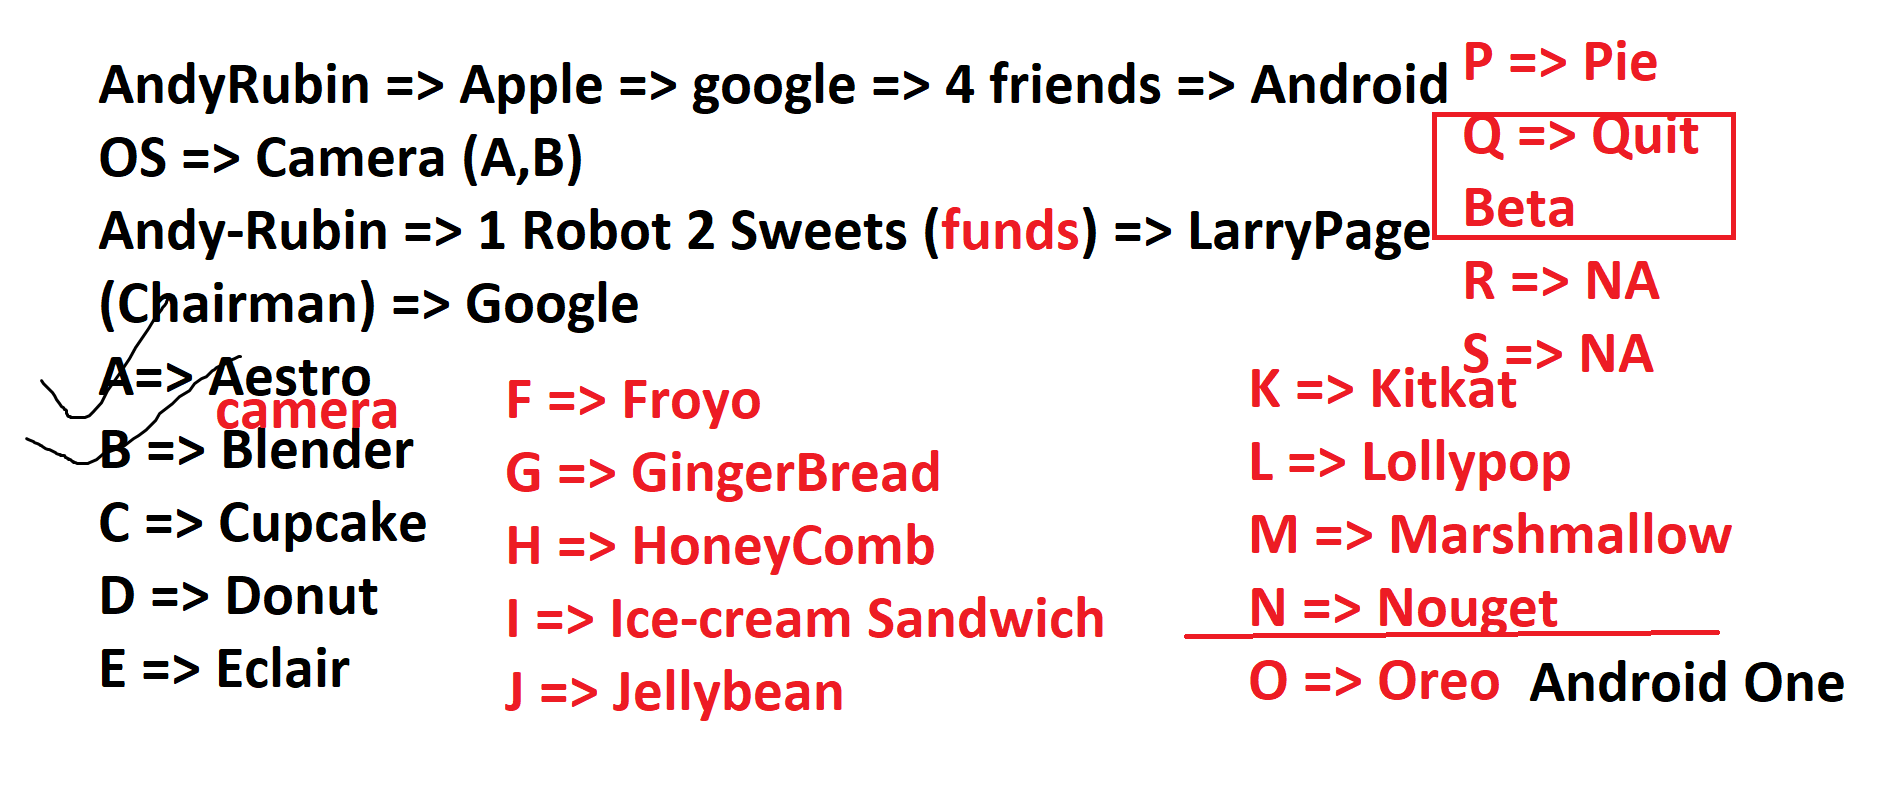 AndyRubin => Apple => google => 4 friends => Android
OS => Camera (A,B)
Andy-Rubin => 1 Robot 2 Sweets (funds) => LarryPage
(Chairman) => Google
A=> Aestro
camera
B => Blender
C => Cupcake
D => Donut
E => Eclair
F => Froyo
G => GingerBread
H => HoneyComb
I => Ice-cream Sandwich
J => Jellybean
K => Kitkat
L => Lollypop
M => Marshmallow
N => Nouget
O => Oreo Android One
P => Pie
Q => Quit
Beta
R => NA
S => NA